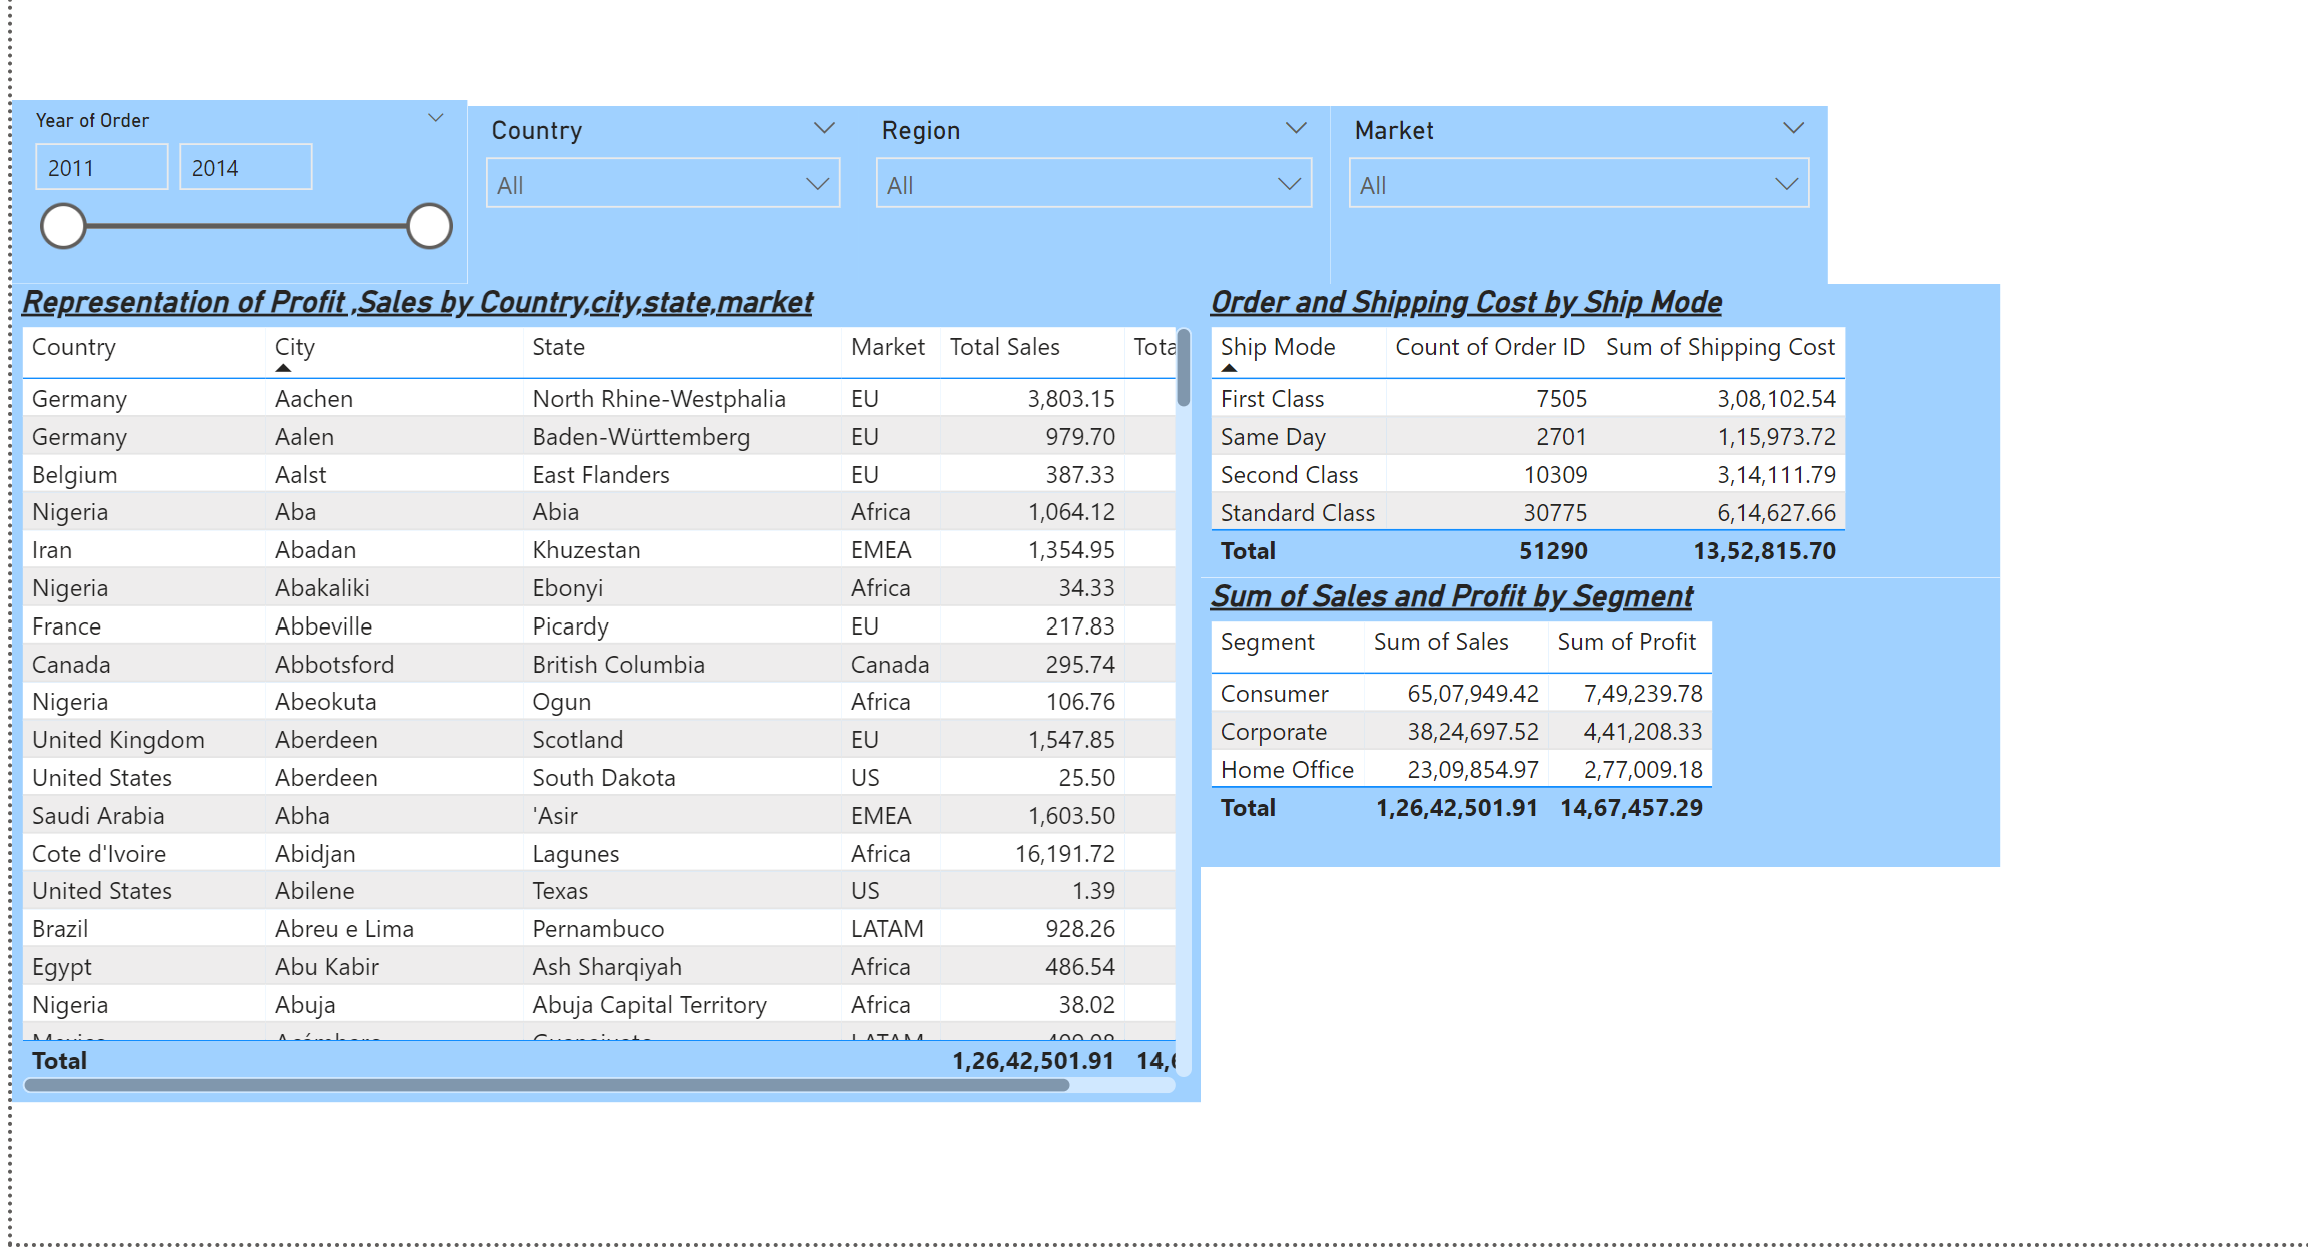 Year of Order
2011 2014
Country
All
Region
All
Market
All
Representation of Profit ,Sales by Country,city,state,market
Country City State Market Total Sales
Germany Aachen North Rhine-Westphalia EU 3,803.15
Germany Aalen Baden-Württemberg EU 979.70
Belgium Aalst East Flanders EU 387.33
Nigeria Aba Abia Africa 1,064.12
Iran Abadan Khuzestan EMEA 1,354.95
Nigeria Abakaliki Ebonyi Africa 34.33
France Abbeville Picardy EU 217.83
Canada Abbotsford British Columbia Canada 295.74
Nigeria Abeokuta Ogun Africa 106.76
United Kingdom Aberdeen Scotland EU 1,547.85
United States Aberdeen South Dakota US 25.50
Saudi Arabia Abha 'Asir EMEA 1,603.50
Cote d'Ivoire Abidjan Lagunes Africa 16,191.72
United States Abilene Texas US 1.39
Brazil Abreu e Lima Pernambuco LATAM 928.26
Egypt Abu Kabir Ash Sharqiyah Africa 486.54
Nigeria Abuja Abuja Capital Territory Africa 38.02
Total 1,26,42,501.91
Order and Shipping Cost by Ship Mode
Ship Mode Count of Order ID Sum of Shipping Cost
First Class 7505 3,08,102.54
Same Day 2701 1,15,973.72
Second Class 10309 3,14,111.79
Standard Class 30775 6,14,627.66
Total 51290 13,52,815.70
Sum of Sales and Profit by Segment
Segment Sum of Sales Sum of Profit
Consumer 65,07,949.42 7,49,239.78
Corporate 38,24,697.52 4,41,208.33
Home Office 23,09,854.97 2,77,009.18
Total 1,26,42,501.91 14,67,457.29